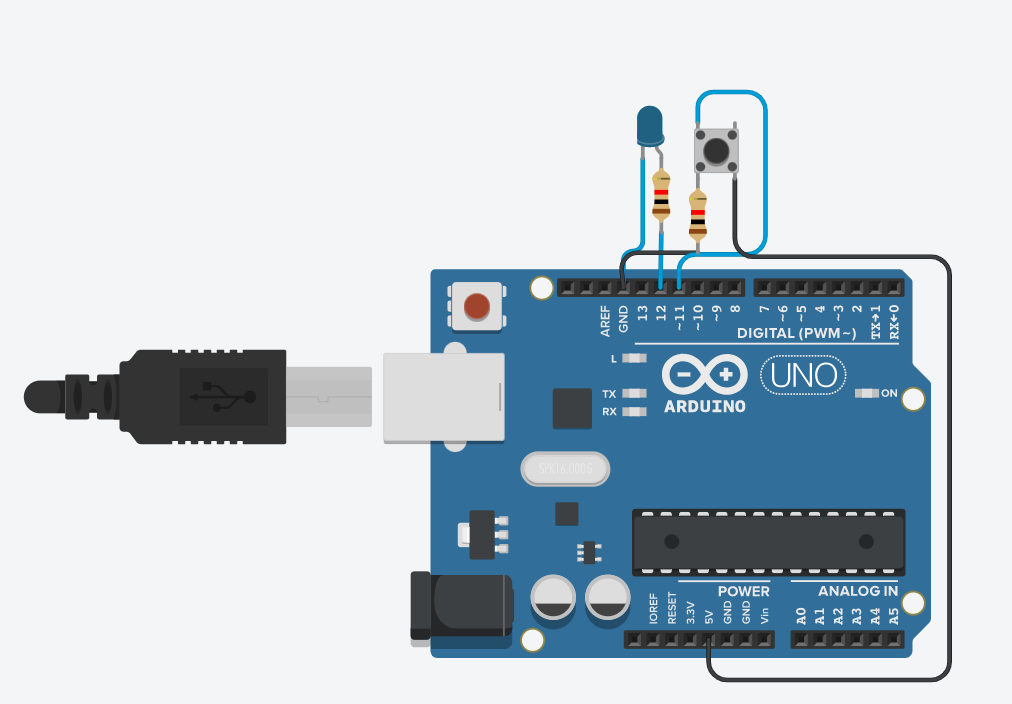 AREF
GND
13
12
~11
~10
~9
8
7
~6
~5
4
~3
2
TX→1
RX←0
DIGITAL (PWM~)
L
TX
RX
ARDUINO
UNO
ON
SPK16.000G
POWER
ANALOG IN
IOREF
RESET
3.3V
5V
GND
GND
Vin
A0
A1
A2
A3
A4
A5